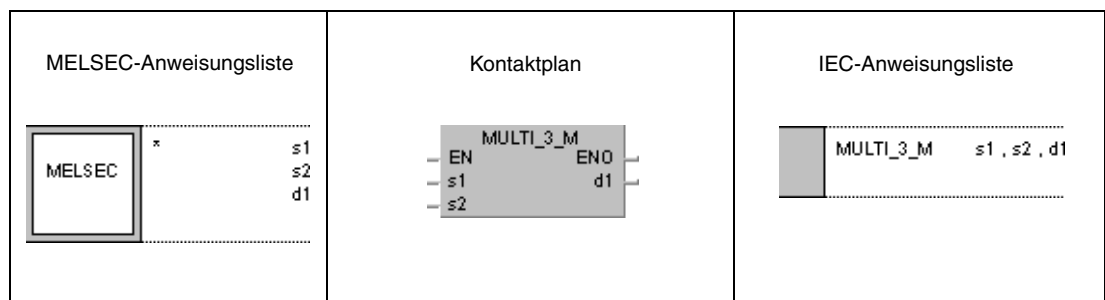 MELSEC-Anweisungsliste
MELSEC
*
s1
s2
d1
Kontaktplan
MULTI_3_M
EN ENO
s1 d1
s2
IEC-Anweisungsliste
MULTI_3_M s1 , s2 , d1